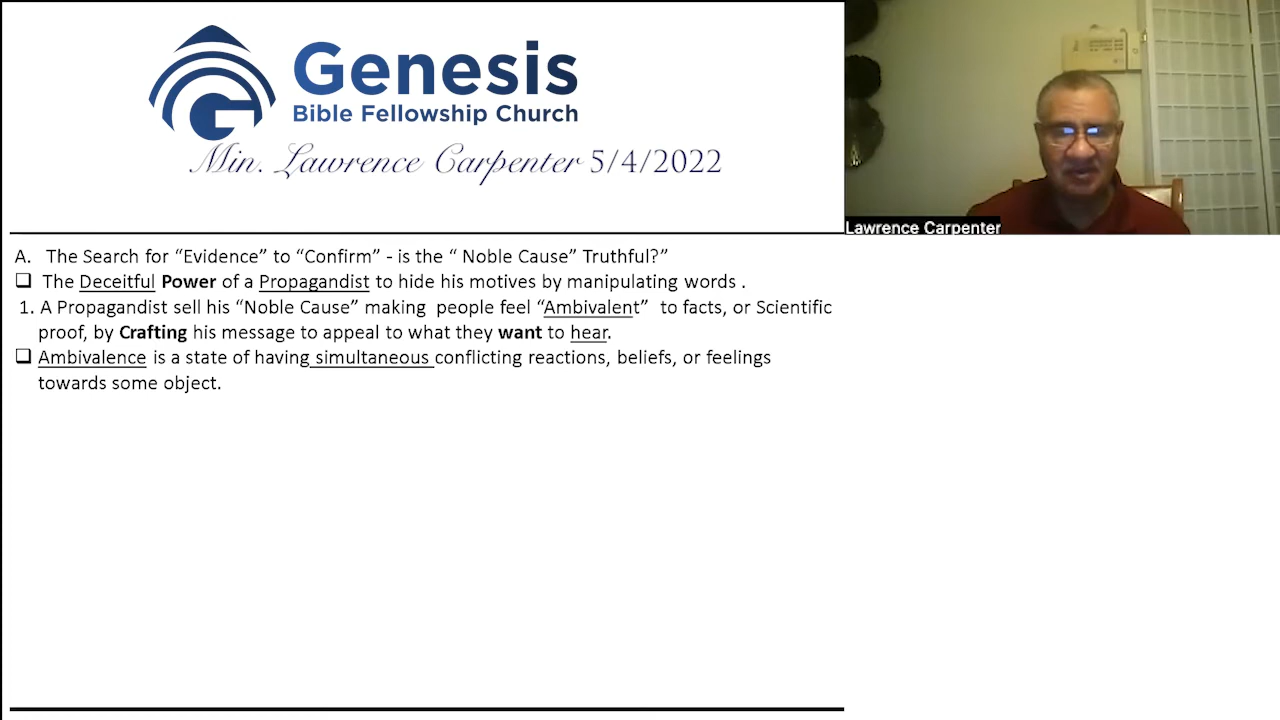 Genesis
Bible Fellowship Church
Min. Lawrence Carpenter 5/4/2022
Lawrence Carpenter
A. The Search for “Evidence” to “Confirm” - is the “ Noble Cause” Truthful?”
❑ The Deceitful Power of a Propagandist to hide his motives by manipulating words .
1. A Propagandist sell his “Noble Cause” making people feel “Ambivalent” to facts, or Scientific
proof, by Crafting his message to appeal to what they want to hear.
❑ Ambivalence is a state of having simultaneous conflicting reactions, beliefs, or feelings
towards some object.